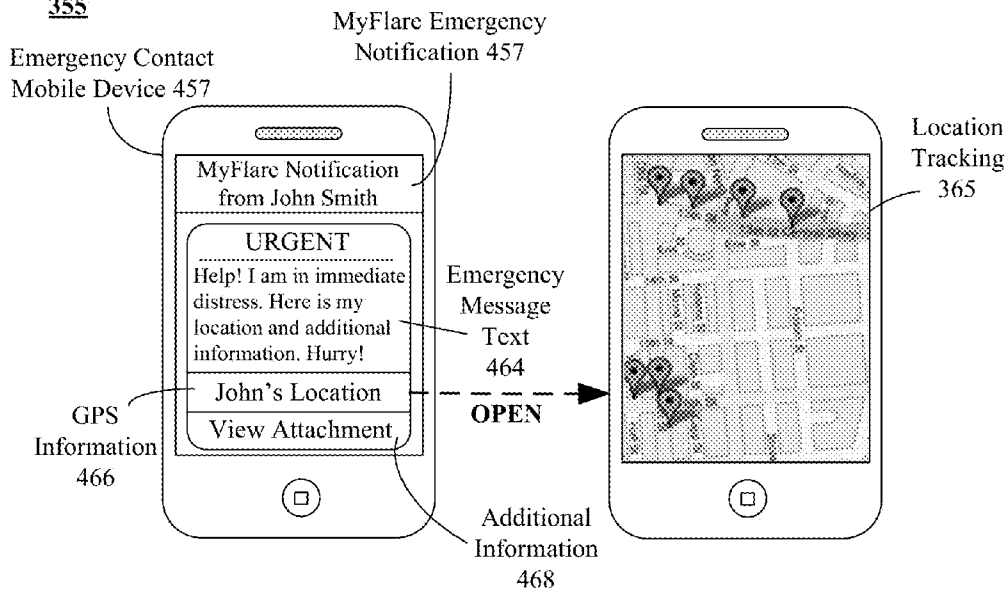 355
MyFlare Emergency
Notification 457
Emergency Contact
Mobile Device 457
MyFlare Notification
from John Smith
URGENT
Help! I am in immediate
distress. Here is my
location and additional
information. Hurry!
John's Location
View Attachment
Emergency
Message
Text
464
OPEN
GPS
Information
466
Additional
Information
468
Location
Tracking
365